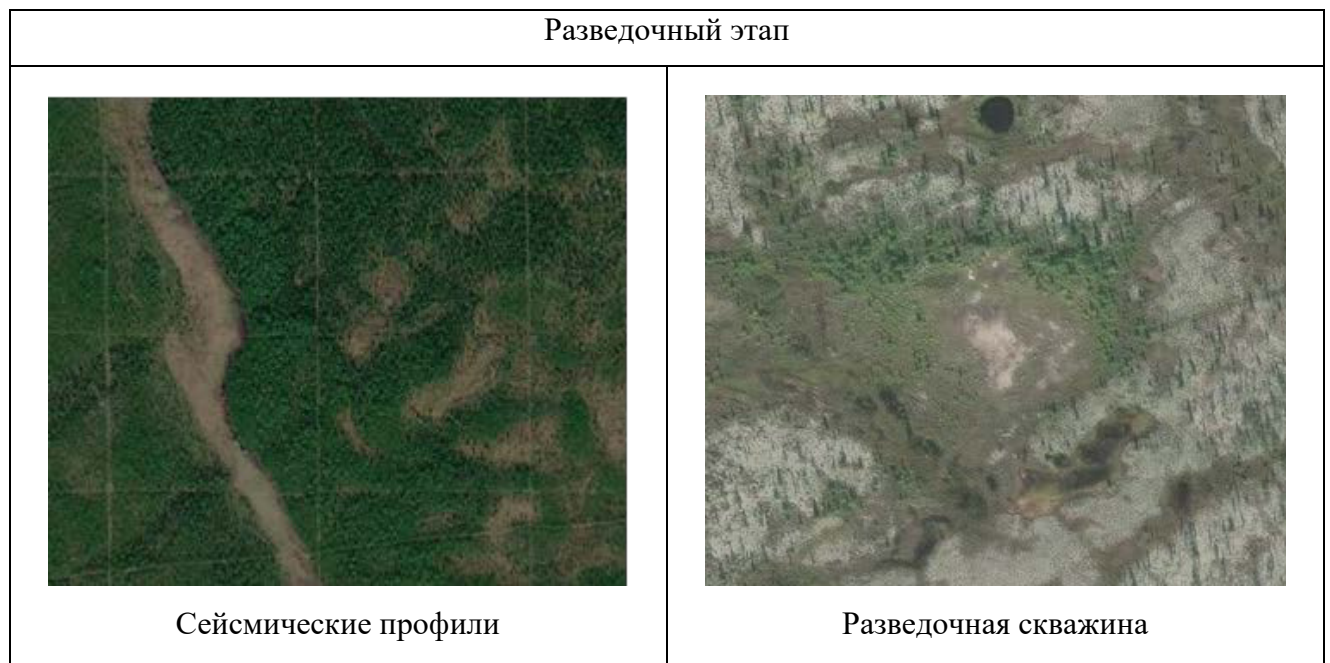 Разведочный этап
Сейсмические профили
Разведочная скважина